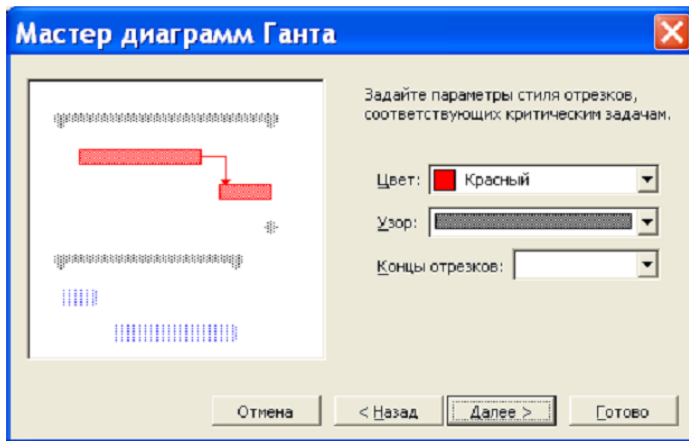 Мастер диаграмм Ганта
Задайте параметры стиля отрезков,
соответствующих критическим задачам.
Цвет: Красный
Узор:
Концы отрезков:
Отмена < Назад Далее > Готово